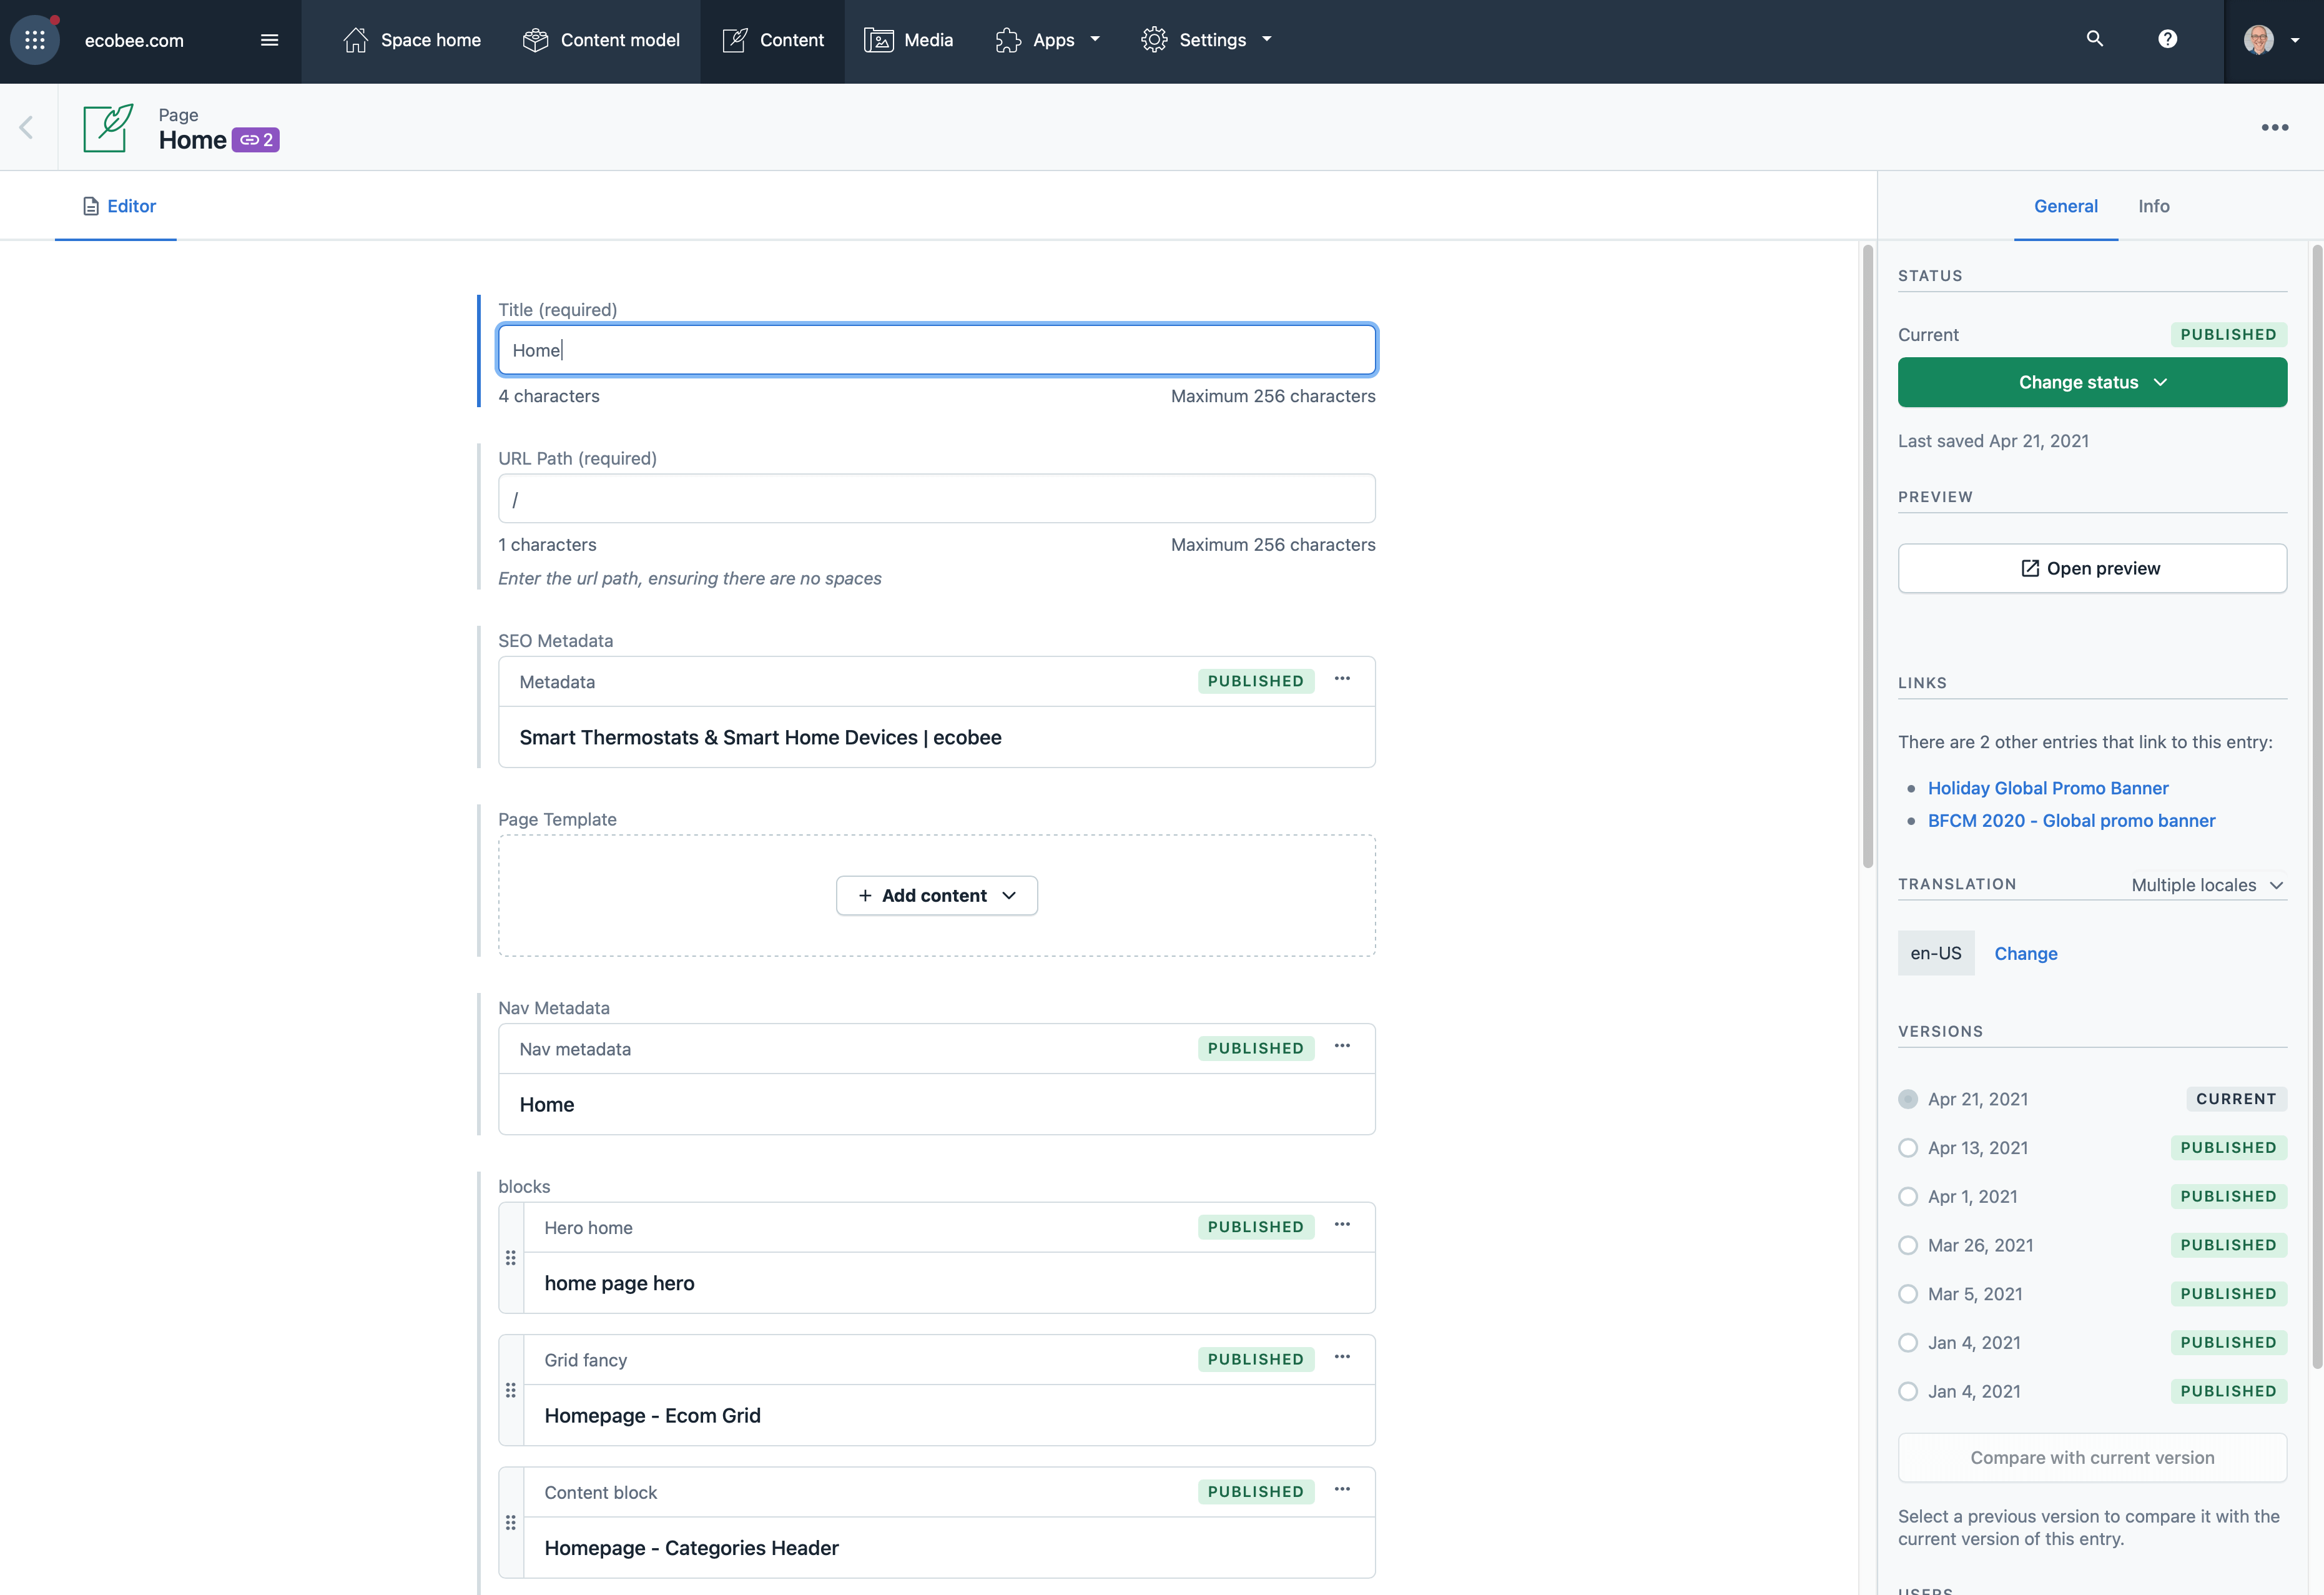 ecobee.com
Space home
Content model
Content
Media
Apps
Settings
Page
Home 2
Editor
General
Info
Title (required)
Home
4 characters
Maximum 256 characters
URL Path (required)
/
1 characters
Maximum 256 characters
Enter the url path, ensuring there are no spaces
SEO Metadata
Metadata
PUBLISHED
Smart Thermostats & Smart Home Devices | ecobee
Page Template
+ Add content
Nav Metadata
Nav metadata
PUBLISHED
Home
blocks
Hero home
PUBLISHED
home page hero
Grid fancy
PUBLISHED
Homepage - Ecom Grid
Content block
PUBLISHED
Homepage - Categories Header
STATUS
Current
PUBLISHED
Change status
Last saved Apr 21, 2021
PREVIEW
Open preview
LINKS
There are 2 other entries that link to this entry:
Holiday Global Promo Banner
BFCM 2020 - Global promo banner
TRANSLATION
Multiple locales
en-US
Change
VERSIONS
Apr 21, 2021
CURRENT
Apr 13, 2021
PUBLISHED
Apr 1, 2021
PUBLISHED
Mar 26, 2021
PUBLISHED
Mar 5, 2021
PUBLISHED
Jan 4, 2021
PUBLISHED
Jan 4, 2021
PUBLISHED
Compare with current version
Select a previous version to compare it with the
current version of this entry.
USERS